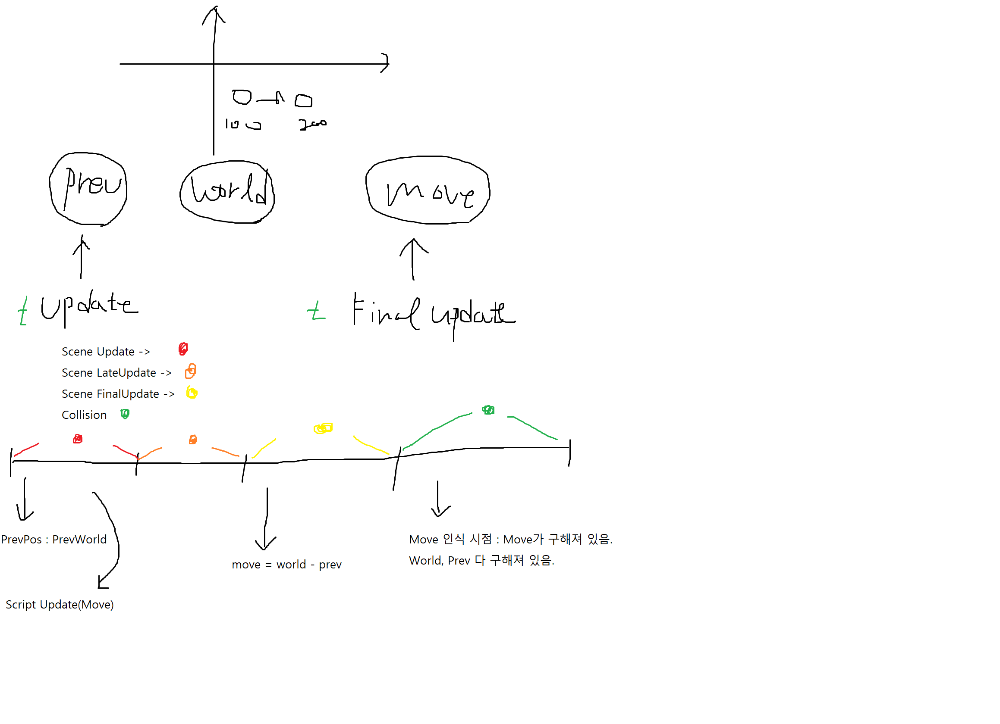 100 200
Prev World Move
t Update t Final Update
Scene Update ->
Scene LateUpdate ->
Scene FinalUpdate ->
Collision
PrevPos : PrevWorld
Move 인식 시점 : Move가 구해져 있음.
World, Prev 다 구해져 있음.
move = world - prev
Script Update(Move)